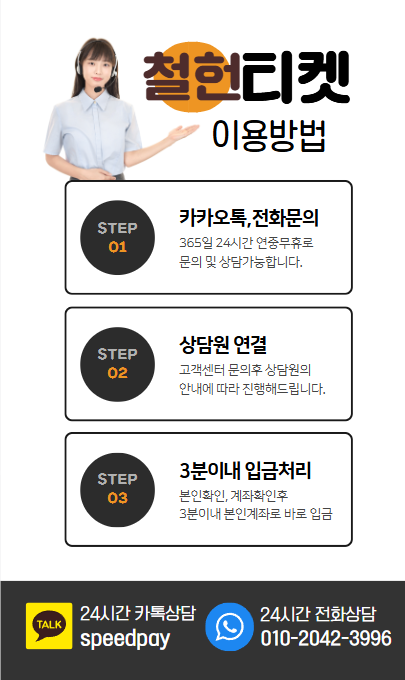 철헌티켓
이용방법
STEP
01
카카오톡,전화문의
365일 24시간 연중무휴로
문의 및 상담가능합니다.
STEP
02
상담원 연결
고객센터 문의후 상담원의
안내에 따라 진행해드립니다.
STEP
03
3분이내 입금처리
본인확인, 계좌확인후
3분이내 본인계좌로 바로 입금
TALK
24시간 카톡상담
speedpay
24시간 전화상담
010-2042-3996